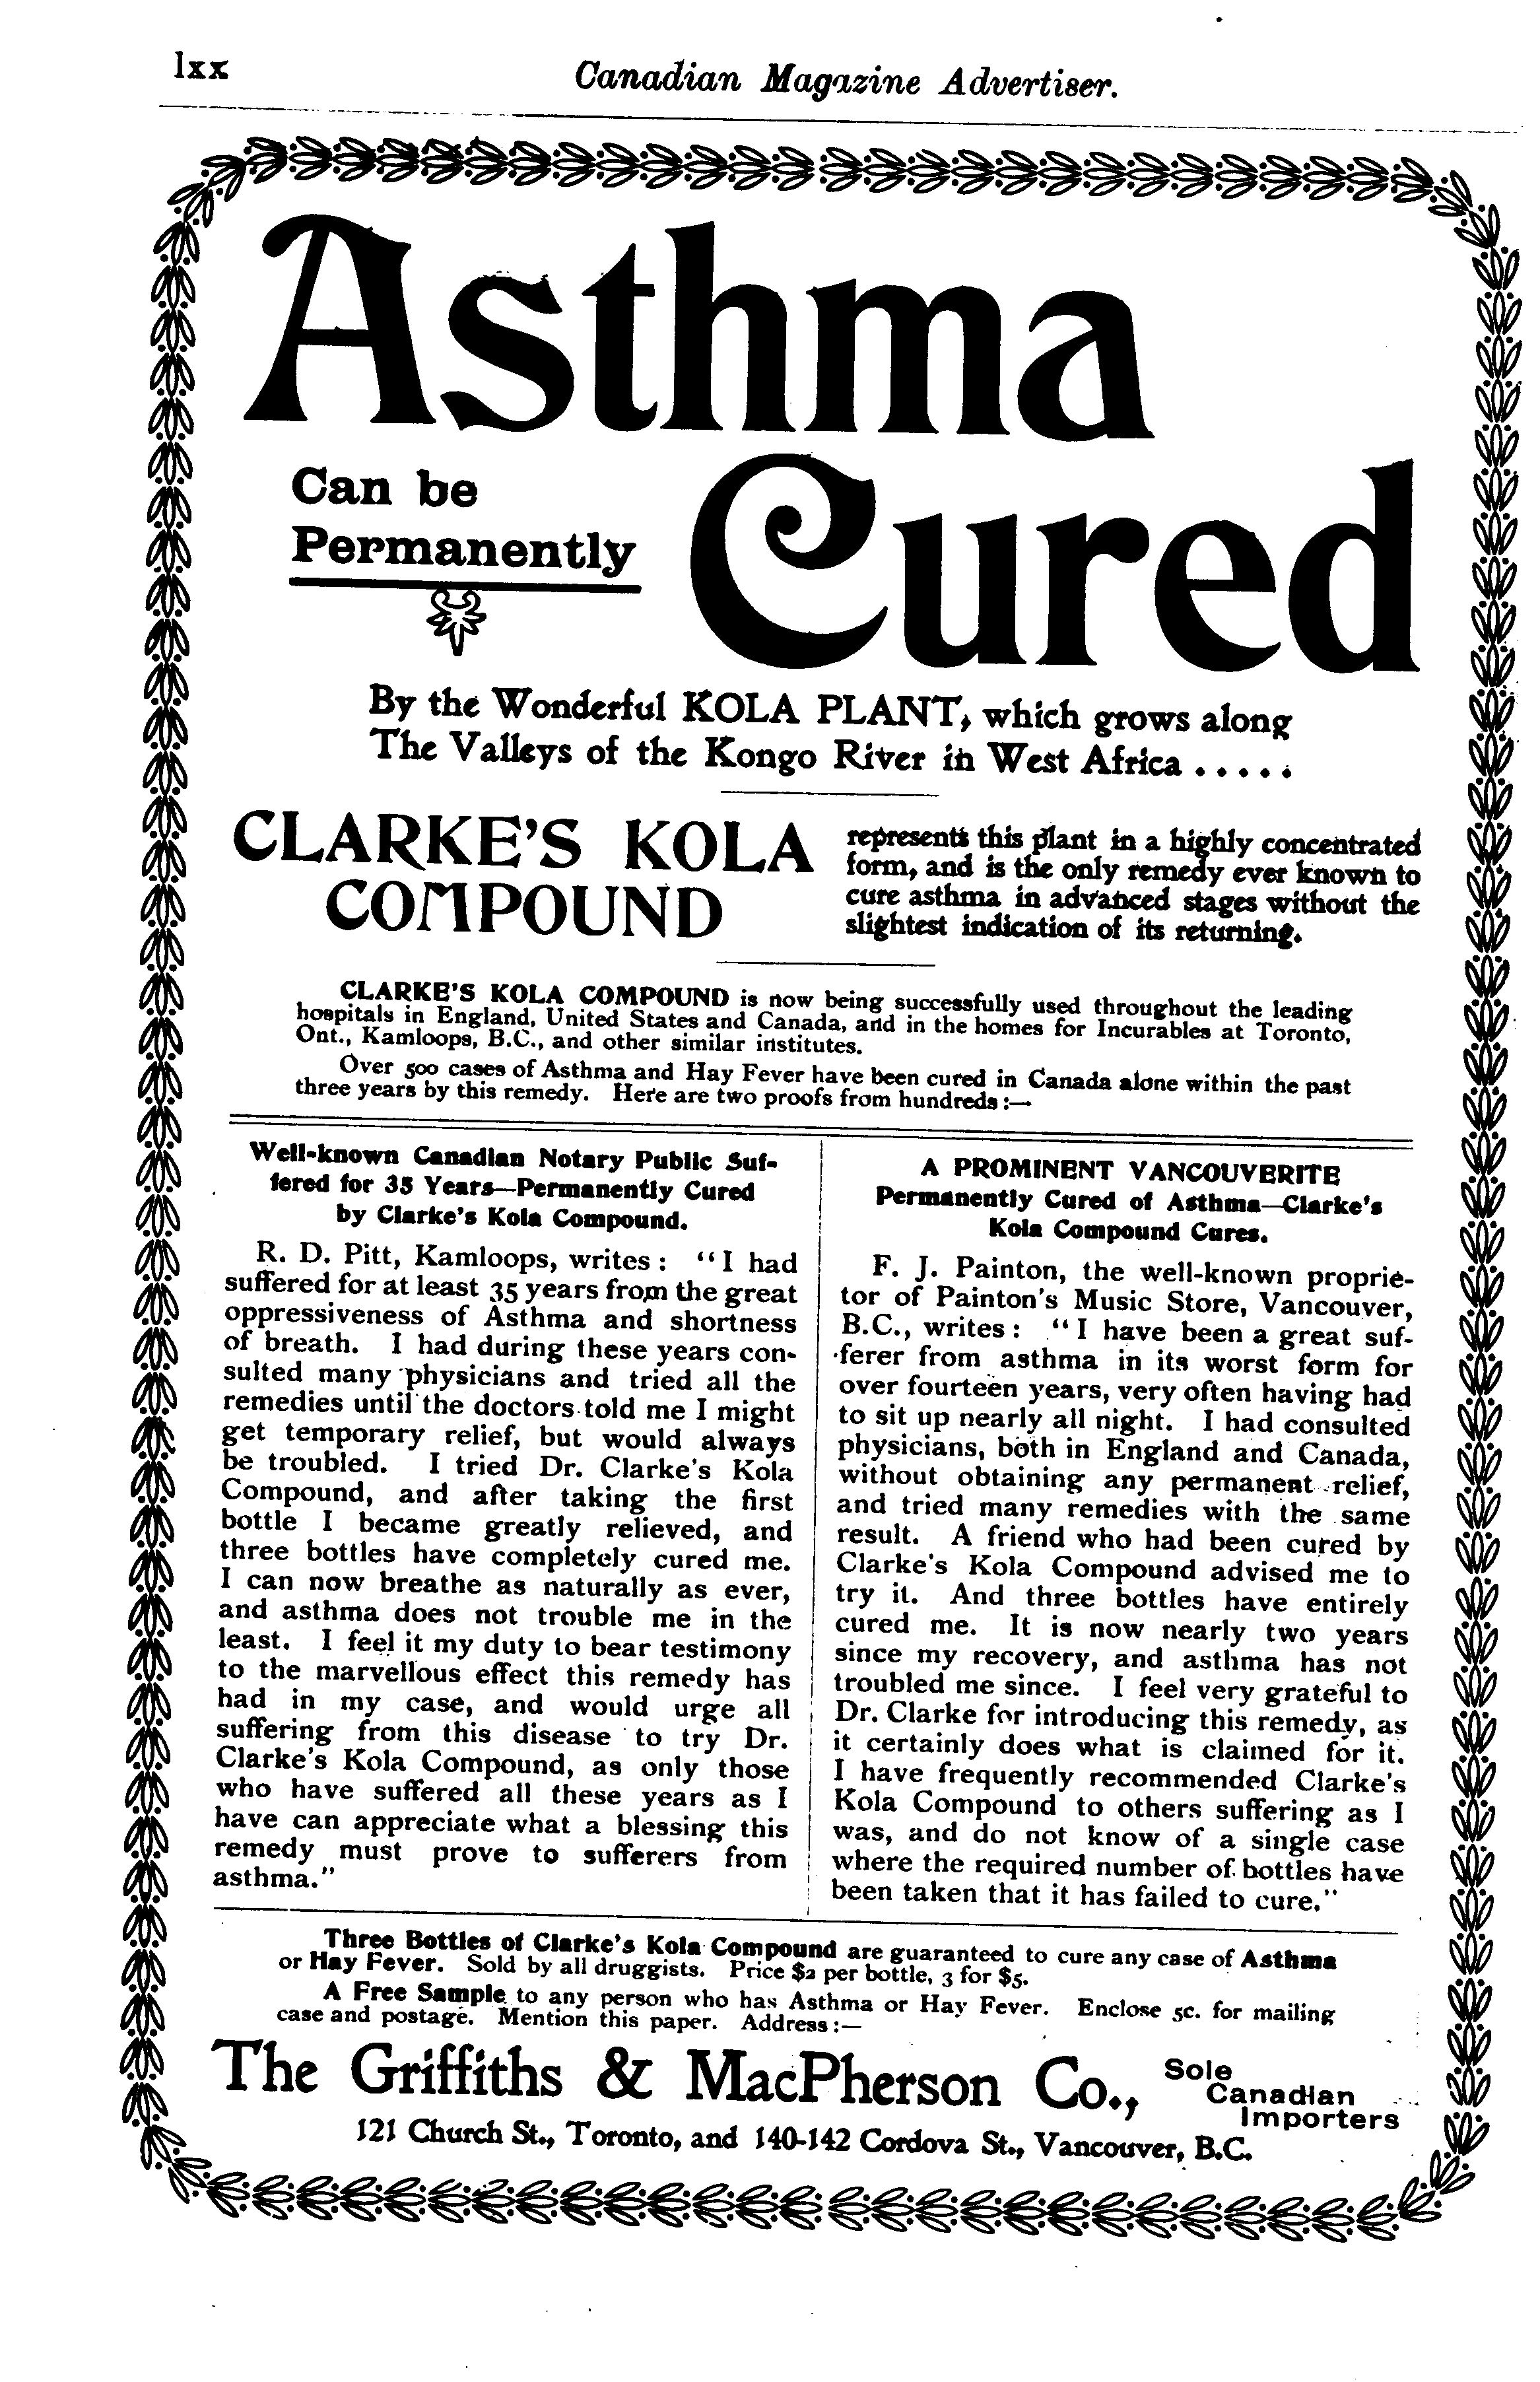 lxx
Canadian Magazine Advertiser.
Asthma
Can be
Permanently
Cured
By the Wonderful KOLA PLANT, which grows along
The Valleys of the Kongo River in West Africa . . . . .
CLARKE'S KOLA
COMPOUND
represents this plant in a highly concentrated
form, and is the only remedy ever known to
cure asthma in advanced stages without the
slightest indication of its returning.
CLARKE'S KOLA COMPOUND is now being successfully used throughout the leading
hospitals in England, United States and Canada, and in the homes for Incurables at Toronto,
Ont., Kamloops, B.C., and other similar institutes.
Over 500 cases of Asthma and Hay Fever have been cured in Canada alone within the past
three years by this remedy. Here are two proofs from hundreds :—
Well-known Canadian Notary Public Suf-
fered for 35 Years—Permanently Cured
by Clarke's Kola Compound.
R. D. Pitt, Kamloops, writes : "I had
suffered for at least 35 years from the great
oppressiveness of Asthma and shortness
of breath. I had during these years con-
sulted many physicians and tried all the
remedies until the doctors told me I might
get temporary relief, but would always
be troubled. I tried Dr. Clarke's Kola
Compound, and after taking the first
bottle I became greatly relieved, and
three bottles have completely cured me.
I can now breathe as naturally as ever,
and asthma does not trouble me in the
least. I feel it my duty to bear testimony
to the marvellous effect this remedy has
had in my case, and would urge all
suffering from this disease to try Dr.
Clarke's Kola Compound, as only those
who have suffered all these years as I
have can appreciate what a blessing this
remedy must prove to sufferers from
asthma."
A PROMINENT VANCOUVERITE
Permanently Cured of Asthma—Clarke's
Kola Compound Cures.
F. J. Painton, the well-known proprie-
tor of Painton's Music Store, Vancouver,
B.C., writes : "I have been a great suf-
ferer from asthma in its worst form for
over fourteen years, very often having had
to sit up nearly all night. I had consulted
physicians, both in England and Canada,
without obtaining any permanent relief,
and tried many remedies with the same
result. A friend who had been cured by
Clarke's Kola Compound advised me to
try it. And three bottles have entirely
cured me. It is now nearly two years
since my recovery, and asthma has not
troubled me since. I feel very grateful to
Dr. Clarke for introducing this remedy, as
it certainly does what is claimed for it.
I have frequently recommended Clarke's
Kola Compound to others suffering as I
was, and do not know of a single case
where the required number of bottles have
been taken that it has failed to cure."
Three Bottles of Clarke's Kola Compound are guaranteed to cure any case of Asthma
or Hay Fever. Sold by all druggists. Price $2 per bottle, 3 for $5.
A Free Sample to any person who has Asthma or Hay Fever. Enclose 5c. for mailing
case and postage. Mention this paper. Address :—
The Griffiths & MacPherson Co.,
Sole
Canadian
Importers
121 Church St., Toronto, and 140-142 Cordova St., Vancouver, B.C.